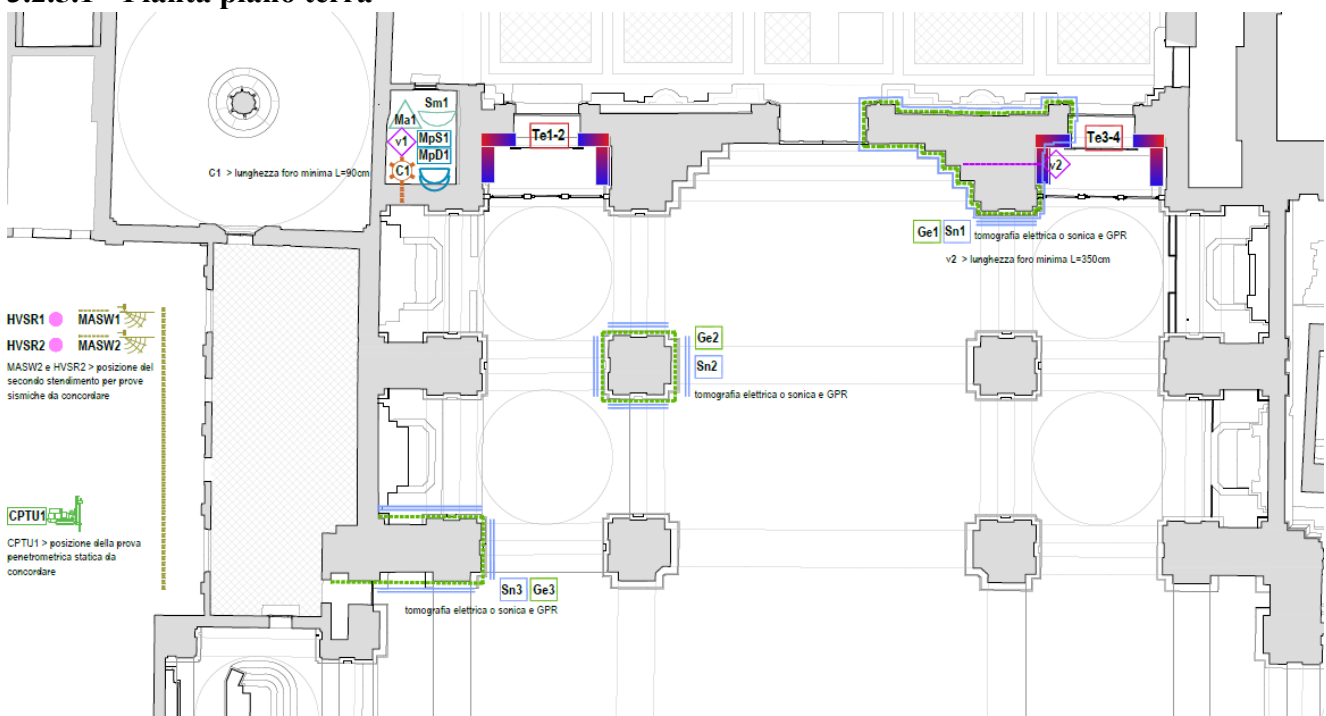 3.2.3.1 - Pianta piano terra
Sm1
Ma1
v1
MpS1
MpD1
C1
C1 > lunghezza foro minima L=90cm
Te1-2
Te3-4
v2
Ge1 Sn1 tomografia elettrica o sonica e GPR
v2 > lunghezza foro minima L=350cm
HVSR1 MASW1
HVSR2 MASW2
MASW2 e HVSR2 > posizione del
secondo stendimento per prove
sismiche da concordare
Ge2
Sn2
tomografia elettrica o sonica e GPR
CPTU1
CPTU1 > posizione della prova
penetrometrica statica da
concordare
Sn3 Ge3
tomografia elettrica o sonica e GPR